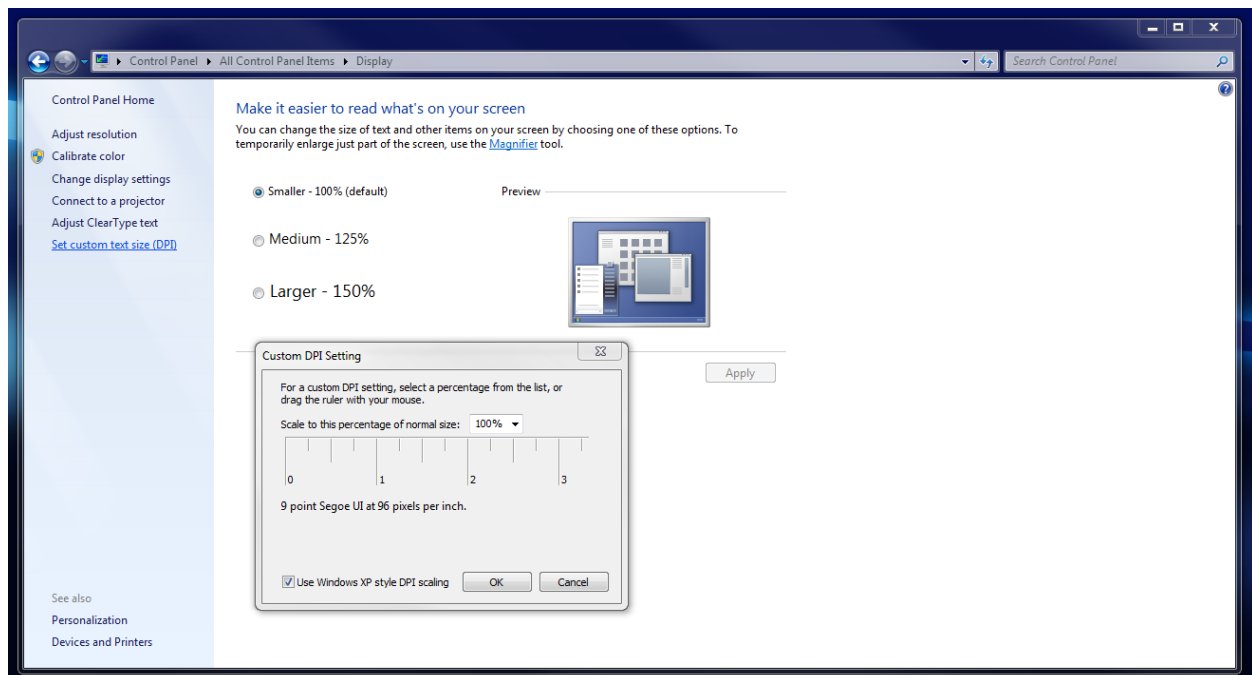 Control Panel ▸ All Control Panel Items ▸ Display
Search Control Panel
Control Panel Home
Adjust resolution
Calibrate color
Change display settings
Connect to a projector
Adjust ClearType text
Set custom text size (DPI)
See also
Personalization
Devices and Printers
Make it easier to read what's on your screen
You can change the size of text and other items on your screen by choosing one of these options. To
temporarily enlarge just part of the screen, use the Magnifier tool.
Smaller - 100% (default)
Preview
Medium - 125%
Larger - 150%
Apply
Custom DPI Setting
For a custom DPI setting, select a percentage from the list, or
drag the ruler with your mouse.
Scale to this percentage of normal size: 100%
0 1 2 3
9 point Segoe UI at 96 pixels per inch.
Use Windows XP style DPI scaling
OK
Cancel